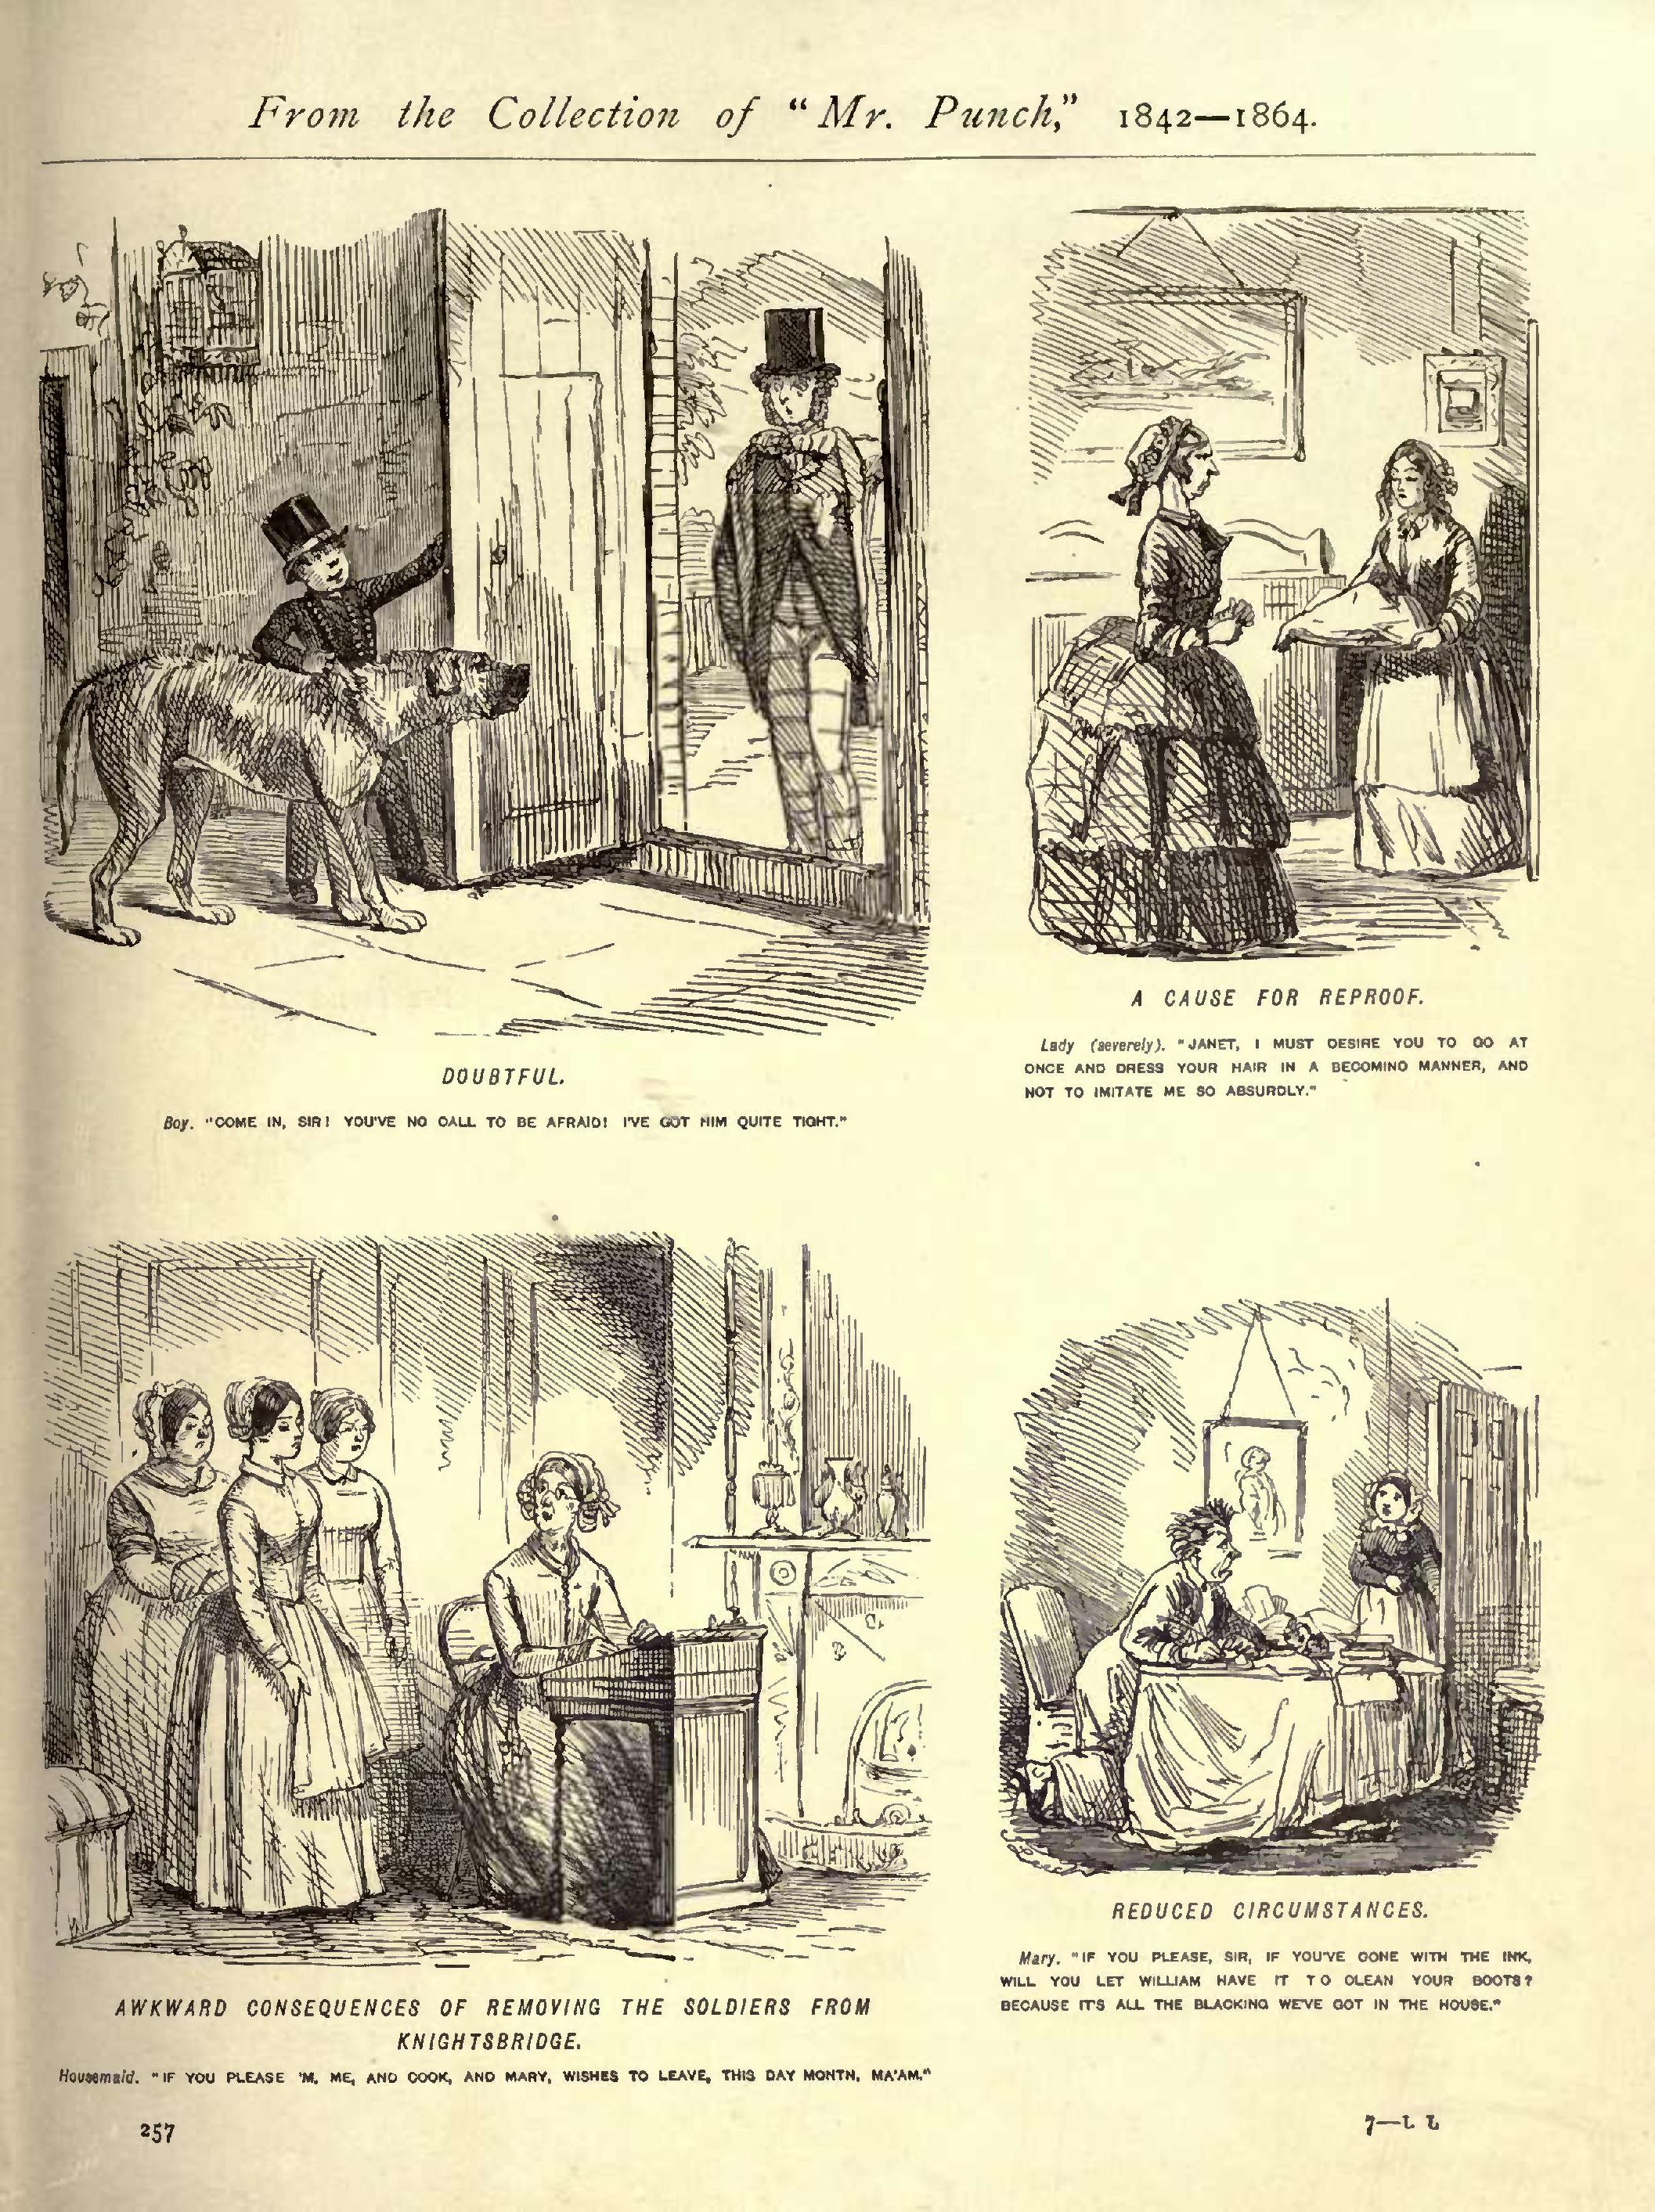 From the Collection of “Mr. Punch,” 1842—1864.
DOUBTFUL.
Boy. “COME IN, SIR! YOU'VE NO CALL TO BE AFRAID! I'VE GOT HIM QUITE TIGHT.”
A CAUSE FOR REPROOF.
Lady (severely). “JANET, I MUST DESIRE YOU TO GO AT
ONCE AND DRESS YOUR HAIR IN A BECOMING MANNER, AND
NOT TO IMITATE ME SO ABSURDLY.”
AWKWARD CONSEQUENCES OF REMOVING THE SOLDIERS FROM
KNIGHTSBRIDGE.
Housemaid. “IF YOU PLEASE 'M, ME, AND COOK, AND MARY, WISHES TO LEAVE, THIS DAY MONTH, MA'AM.”
Leech
REDUCED CIRCUMSTANCES.
Mary. “IF YOU PLEASE, SIR, IF YOU'VE DONE WITH THE INK,
WILL YOU LET WILLIAM HAVE IT TO CLEAN YOUR BOOTS?
BECAUSE IT'S ALL THE BLACKING WE'VE GOT IN THE HOUSE.”
257
7—L L